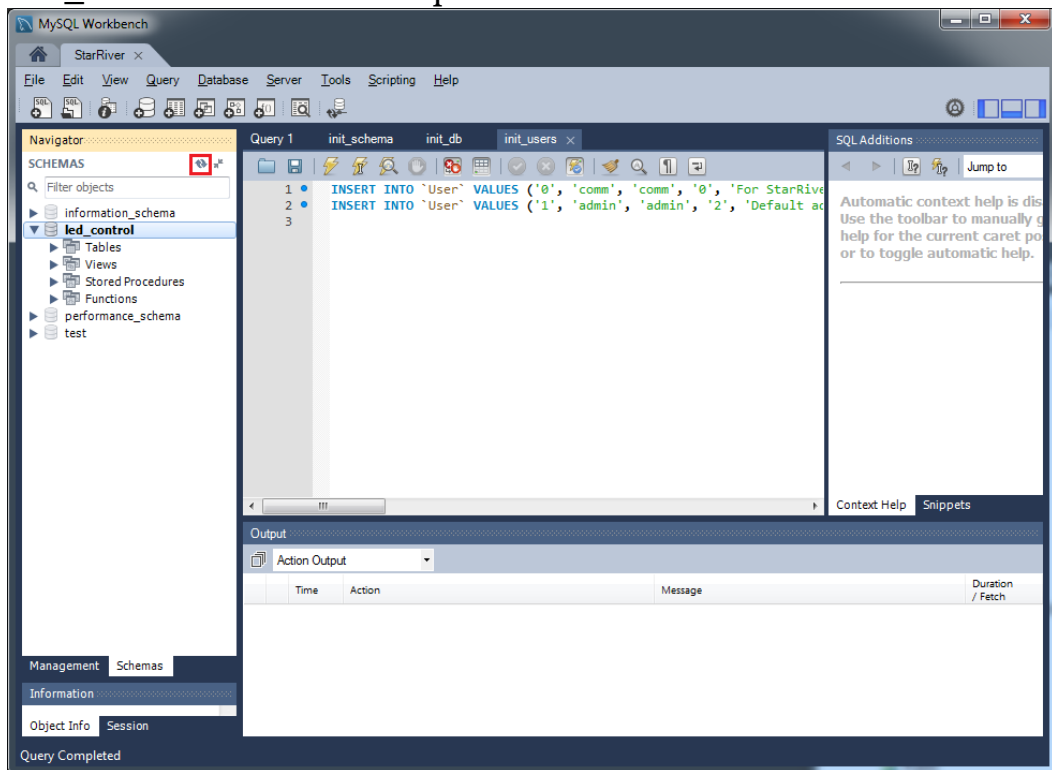 MySQL Workbench
StarRiver
File Edit View Query Database Server Tools Scripting Help
Navigator
SCHEMAS
Filter objects
information_schema
led_control
Tables
Views
Stored Procedures
Functions
performance_schema
test
Management Schemas
Information
Object Info Session
Query Completed
Query 1 init_schema init_db init_users
1 INSERT INTO `User` VALUES ('0', 'comm', 'comm', '0', 'For StarRive
2 INSERT INTO `User` VALUES ('1', 'admin', 'admin', '2', 'Default ac
3
Output
Action Output
Time Action Message Duration
/ Fetch
SQL Additions
Jump to
Automatic context help is dis
Use the toolbar to manually g
help for the current caret po
or to toggle automatic help.
Context Help Snippets